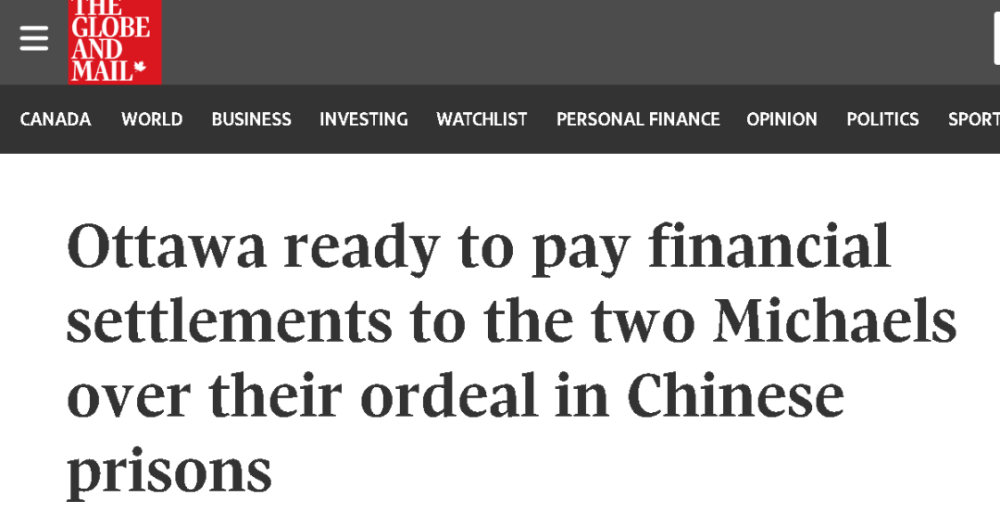 THE
GLOBE
AND
MAIL
CANADA WORLD BUSINESS INVESTING WATCHLIST PERSONAL FINANCE OPINION POLITICS SPORT
Ottawa ready to pay financial
settlements to the two Michaels
over their ordeal in Chinese
prisons